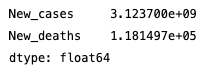 New_cases     3.123700e+09
New_deaths    1.181497e+05
dtype: float64